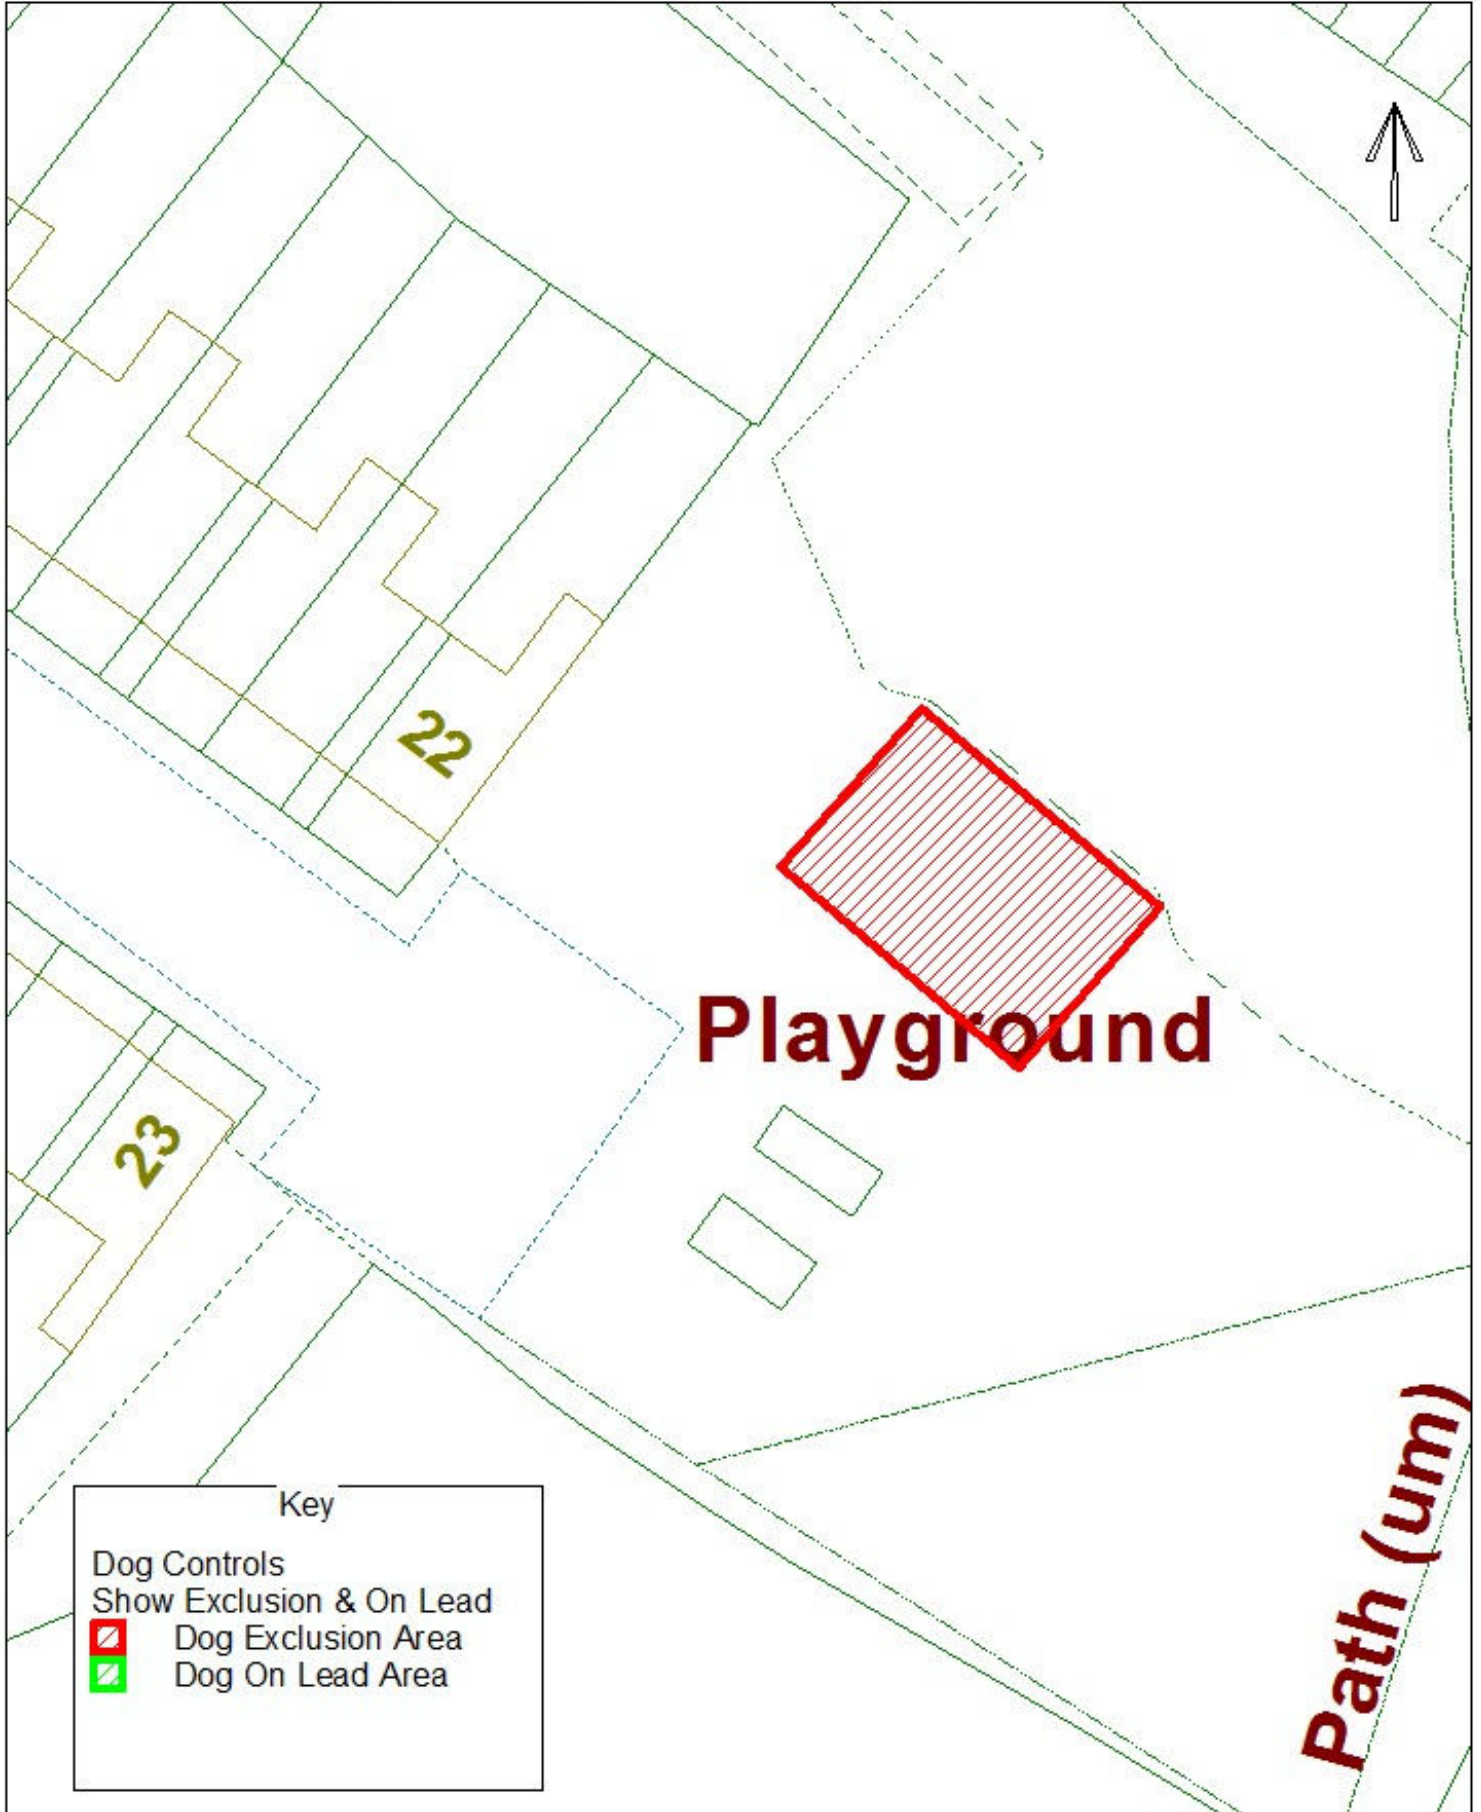 22
Playground
23
Path (um)
Key
Dog Controls
Show Exclusion & On Lead
Dog Exclusion Area
Dog On Lead Area